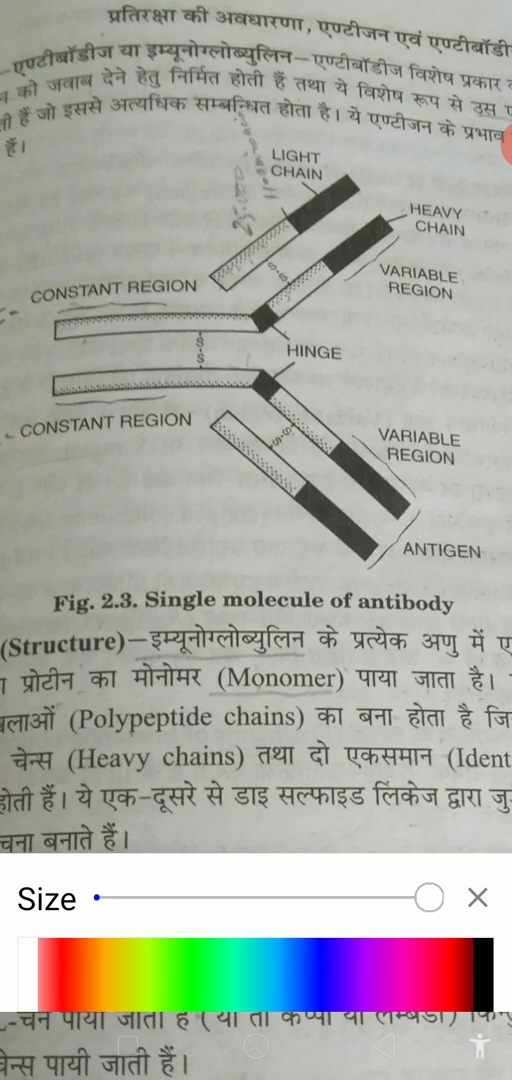 प्रतिरक्षा की अवधारणा, एण्टीजन एवं एण्टीबॉडी
-एण्टीबॉडीज या इम्यूनोग्लोब्युलिन-एण्टीबॉडीज विशेष प्रकार
को जवाब देने हेतु निर्मित होती हैं तथा ये विशेष रूप से उस
ती हैं जो इससे अत्यधिक सम्बन्धित होता है। ये एण्टीजन के प्रभाव
हैं।
LIGHT
CHAIN
HEAVY
CHAIN
VARIABLE
REGION
CONSTANT REGION
S
S
S
S
HINGE
CONSTANT REGION
S
S
VARIABLE
REGION
ANTIGEN
Fig. 2.3. Single molecule of antibody
(Structure)-इम्यूनोग्लोब्युलिन के प्रत्येक अणु में ए
प्रोटीन का मोनोमर (Monomer) पाया जाता है।
लाओं (Polypeptide chains) का बना होता है जि
चेन्स (Heavy chains) तथा दो एकसमान (Ident
होती हैं। ये एक-दूसरे से डाइ सल्फाइड लिंकेज द्वारा जु
चना बनाते हैं।
Size
-चेन पायी जाती है (या तो कप्पा या लैम्बडा)
चेन्स पायी जाती हैं।